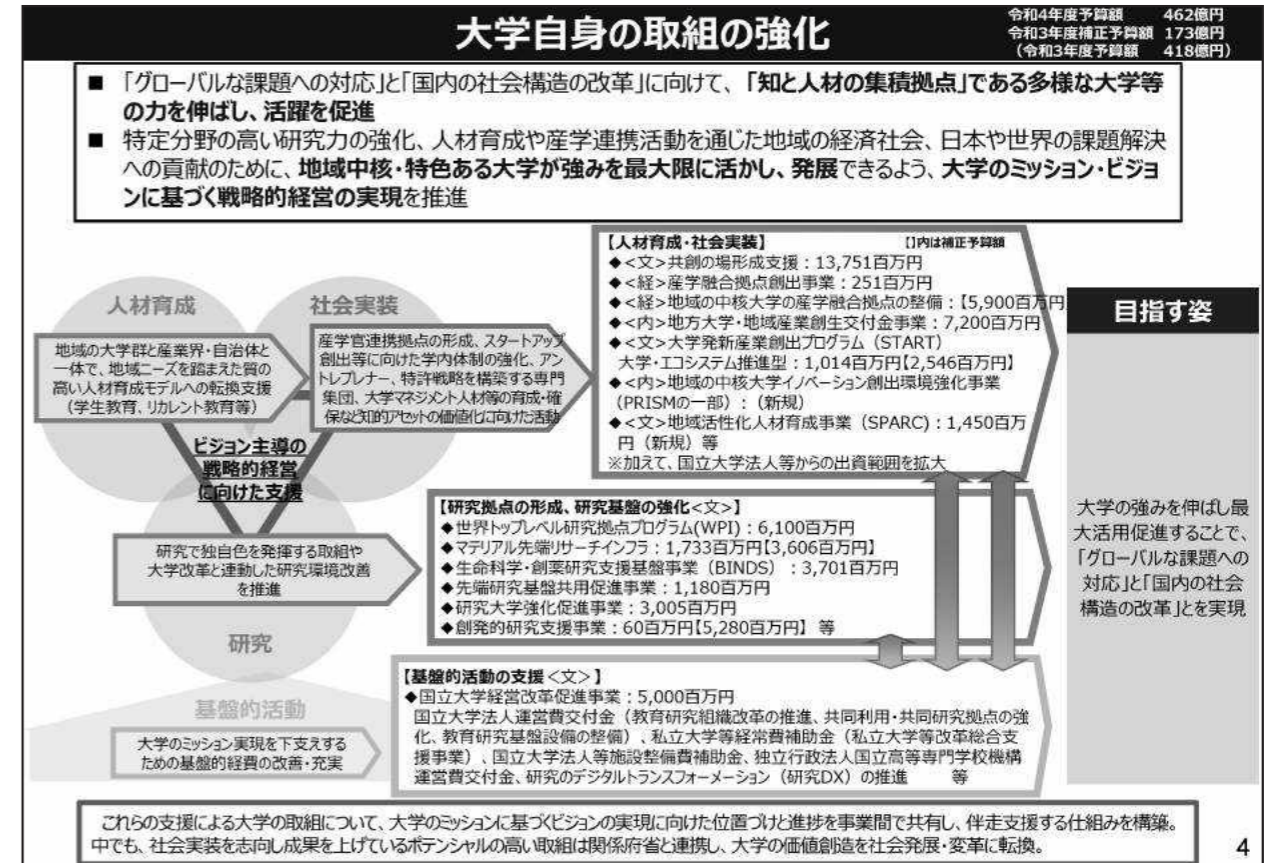 大学自身の取組の強化
令和4年度予算額 462億円
令和3年度補正予算額 173億円
(令和3年度予算額 418億円)
■ 「グローバルな課題への対応」と「国内の社会構造の改革」に向けて、「知と人材の集積拠点」である多様な大学等
の力を伸ばし、活躍を促進
■ 特定分野の高い研究力の強化、人材育成や産学連携活動を通じた地域の経済社会、日本や世界の課題解決
への貢献のために、地域中核・特色ある大学が強みを最大限に活かし、発展できるよう、大学のミッション・ビジョ
ンに基づく戦略的経営の実現を推進
人材育成
地域の大学群と産業界・自治体と
一体で、地域ニーズを踏まえた質の
高い人材育成モデルへの転換支援
(学生教育、リカレント教育等)
社会実装
産学官連携拠点の形成、スタートアップ
創出等に向けた学内体制の強化、アン
トレプレナー、特許戦略を構築する専門
集団、大学マネジメント人材等の育成・確
保など知的アセットの価値化に向けた活動
ビジョン主導の
戦略的経営
に向けた支援
研究で独自色を発揮する取組や
大学改革と連動した研究環境改善
を推進
研究
基盤的活動
大学のミッション実現を下支えする
ための基盤的経費の改善・充実
【人材育成・社会実装】 【】内は補正予算額
◆<文>共創の場形成支援：13,751百万円
◆<経>産学融合拠点創出事業：251百万円
◆<経>地域の中核大学の産学融合拠点の整備：【5,900百万円
◆<内>地方大学・地域産業創生交付金事業：7,200百万円
◆<文>大学発新産業創出プログラム（START）
大学・エコシステム推進型：1,014百万円【2,546百万円】
◆<内>地域の中核大学イノベーション創出環境強化事業
（PRISMの一部）：（新規）
◆<文>地域活性化人材育成事業（SPARC)：1,450百万
円（新規）等
※加えて、国立大学法人等からの出資範囲を拡大
【研究拠点の形成、研究基盤の強化<文>】
◆世界トップレベル研究拠点プログラム(WPI)：6,100百万円
◆マテリアル先端リサーチインフラ：1,733百万円【3,606百万円】
◆生命科学・創薬研究支援基盤事業（BINDS）：3,701百万円
◆先端研究基盤共用促進事業：1,180百万円
◆研究大学強化促進事業：3,005百万円
◆創発的研究支援事業：60百万円【5,280百万円】 等
【基盤的活動の支援<文>】
◆国立大学経営改革促進事業：5,000百万円
国立大学法人運営費交付金（教育研究組織改革の推進、共同利用・共同研究拠点の強
化、教育研究基盤設備の整備）、私立大学等経常費補助金（私立大学等改革総合支
援事業）、国立大学法人等施設整備費補助金、独立行政法人国立高等専門学校機構
運営費交付金、研究のデジタルトランスフォーメーション（研究DX）の推進 等
目指す姿
大学の強みを伸ばし最
大活用促進することで、
「グローバルな課題への
対応」と「国内の社会
構造の改革」とを実現
これらの支援による大学の取組について、大学のミッションに基づくビジョンの実現に向けた位置づけと進捗を事業間で共有し、伴走支援する仕組みを構築。
中でも、社会実装を志向し成果を上げているポテンシャルの高い取組は関係府省と連携し、大学の価値創造を社会発展・変革に転換。
4